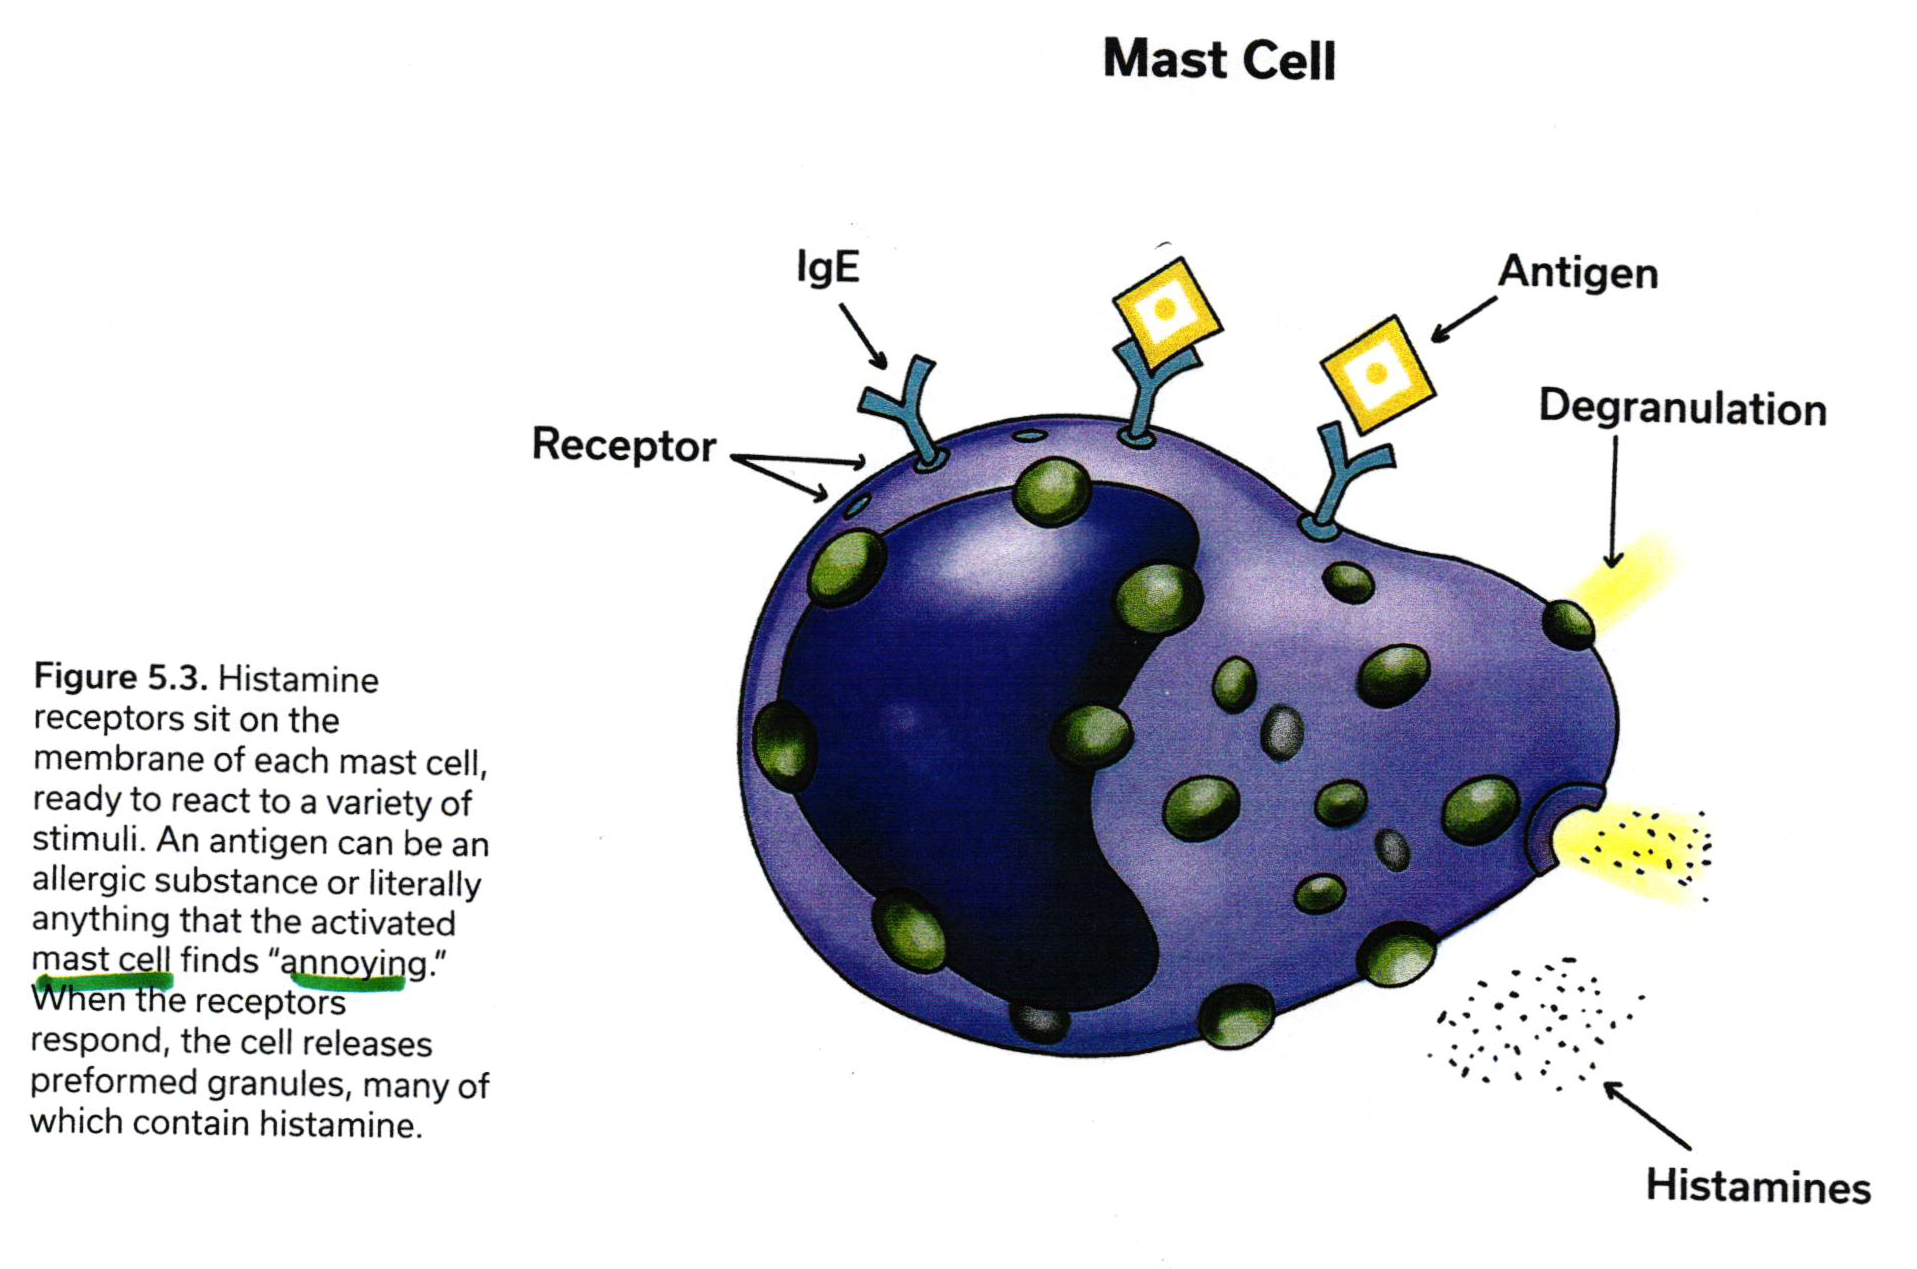 Mast Cell
IgE
Antigen
Degranulation
Receptor
Figure 5.3. Histamine
receptors sit on the
membrane of each mast cell,
ready to react to a variety of
stimuli. An antigen can be an
allergic substance or literally
anything that the activated
mast cell finds “annoying.”
When the receptors
respond, the cell releases
preformed granules, many of
which contain histamine.
Histamines